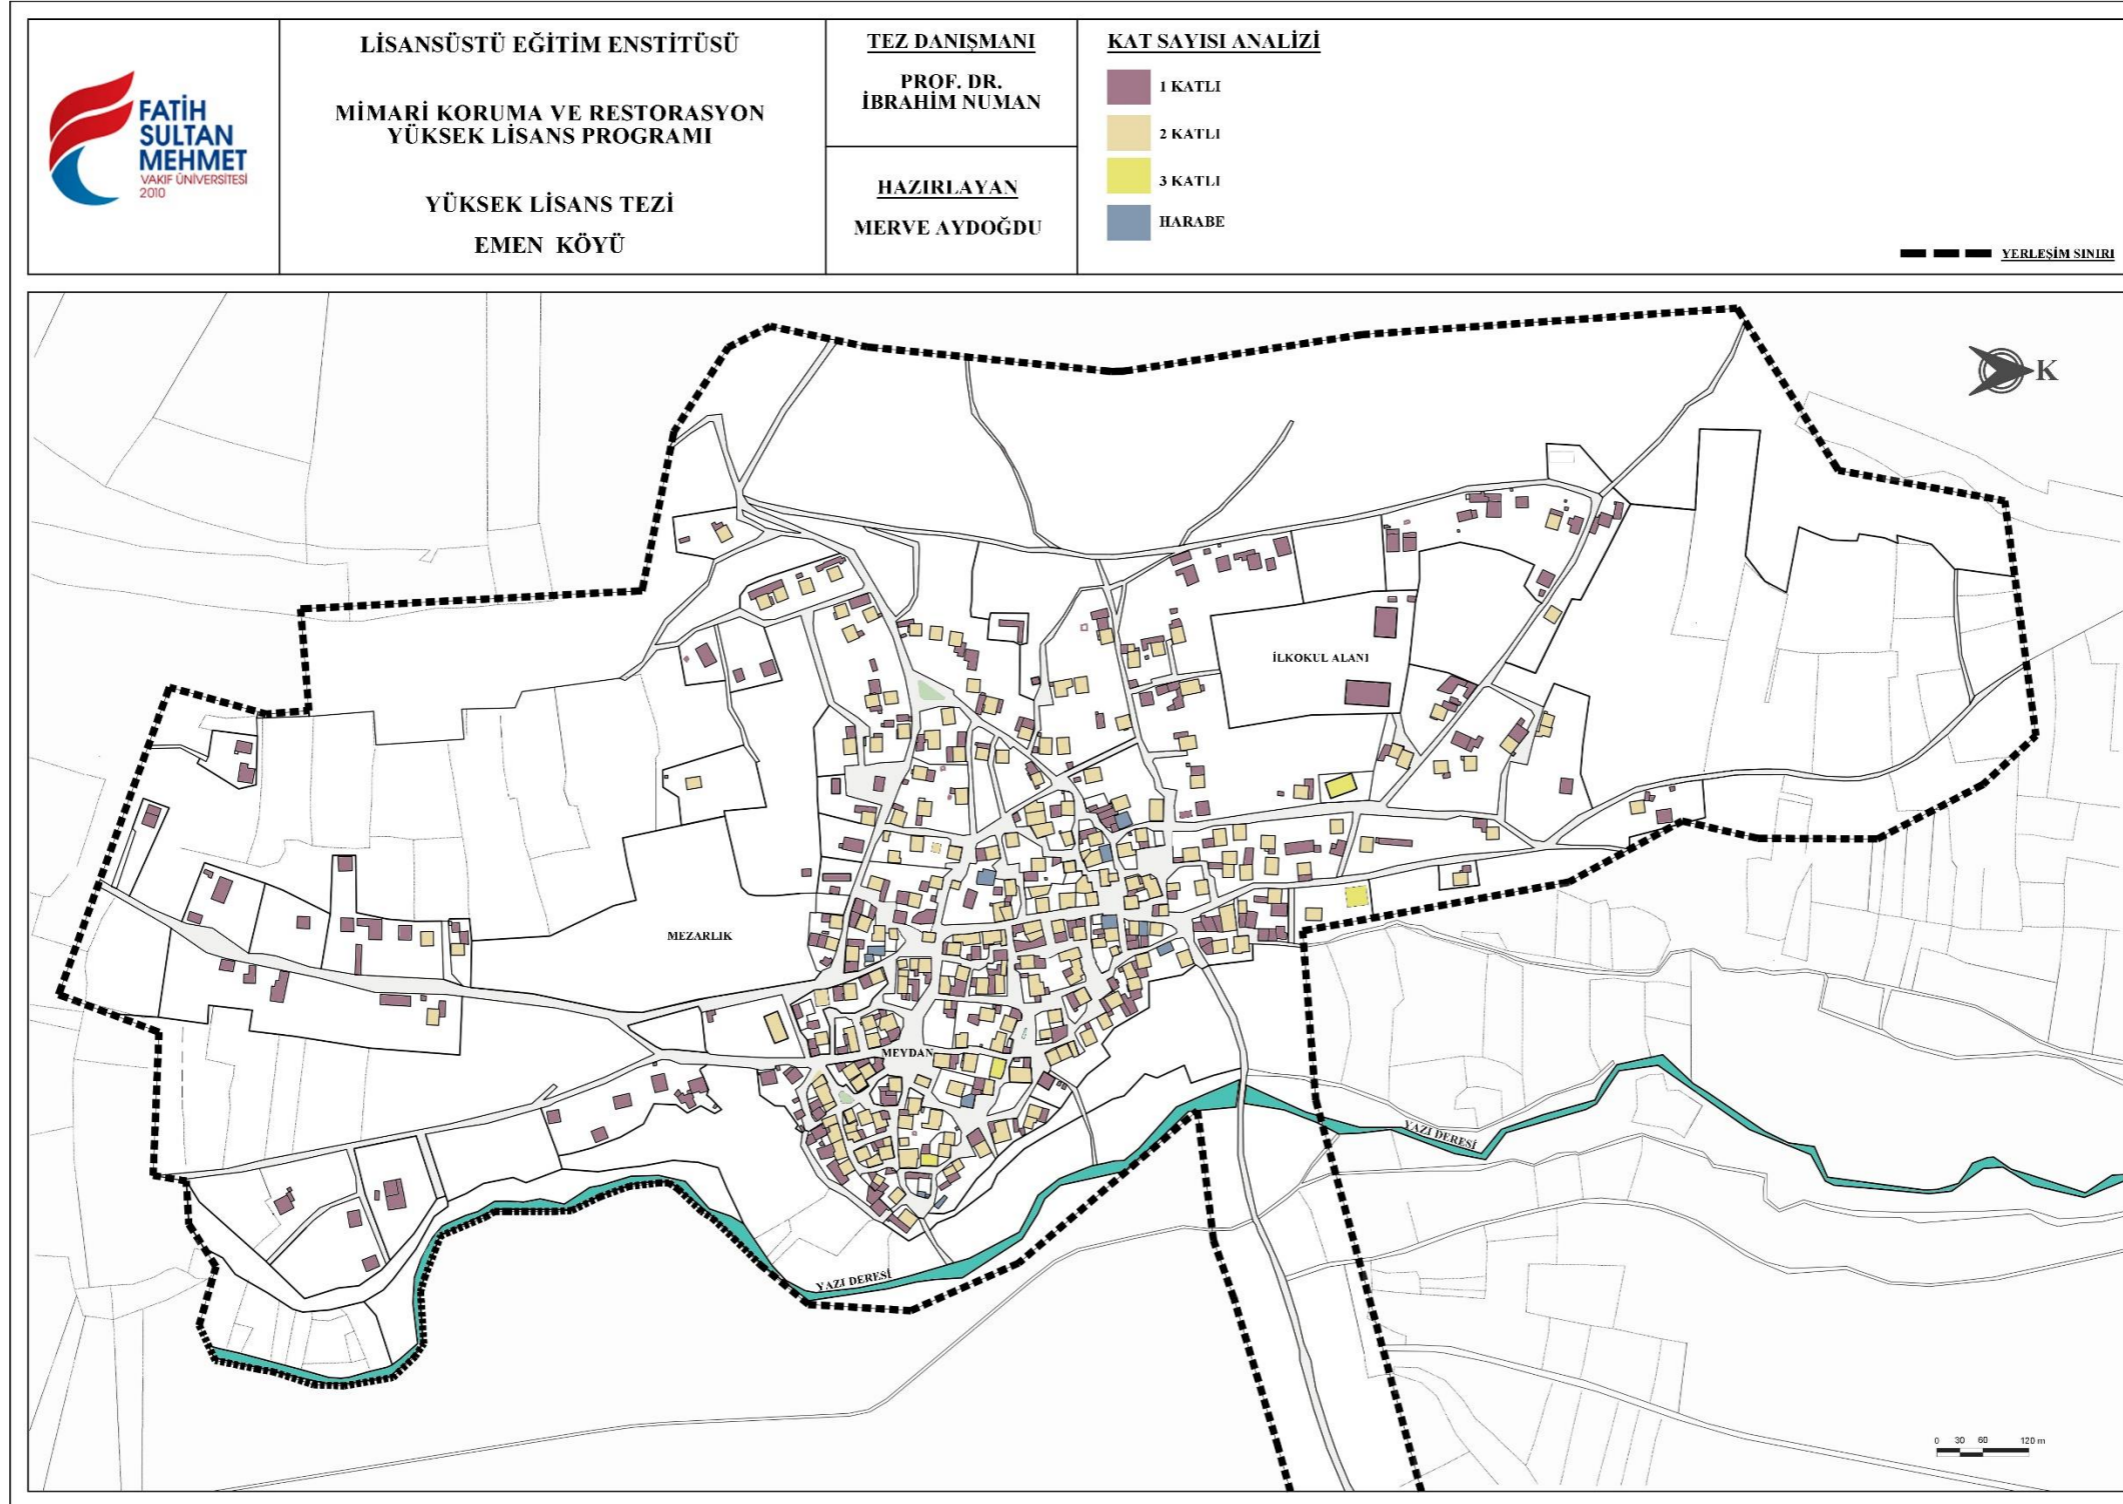 FATİH
SULTAN
MEHMET
VAKIF ÜNİVERSİTESİ
2010
LİSANSÜSTÜ EĞİTİM ENSTİTÜSÜ
MİMARİ KORUMA VE RESTORASYON
YÜKSEK LİSANS PROGRAMI
YÜKSEK LİSANS TEZİ
EMEN KÖYÜ
TEZ DANIŞMANI
PROF. DR.
İBRAHİM NUMAN
HAZIRLAYAN
MERVE AYDOĞDU
KAT SAYISI ANALİZİ
1 KATLI
2 KATLI
3 KATLI
HARABE
YERLEŞİM SINIRI
K
İLKOKUL ALANI
MEZARLIK
MEYDAN
YAZI DERESİ
YAZI DERESİ
0 30 60 120 m